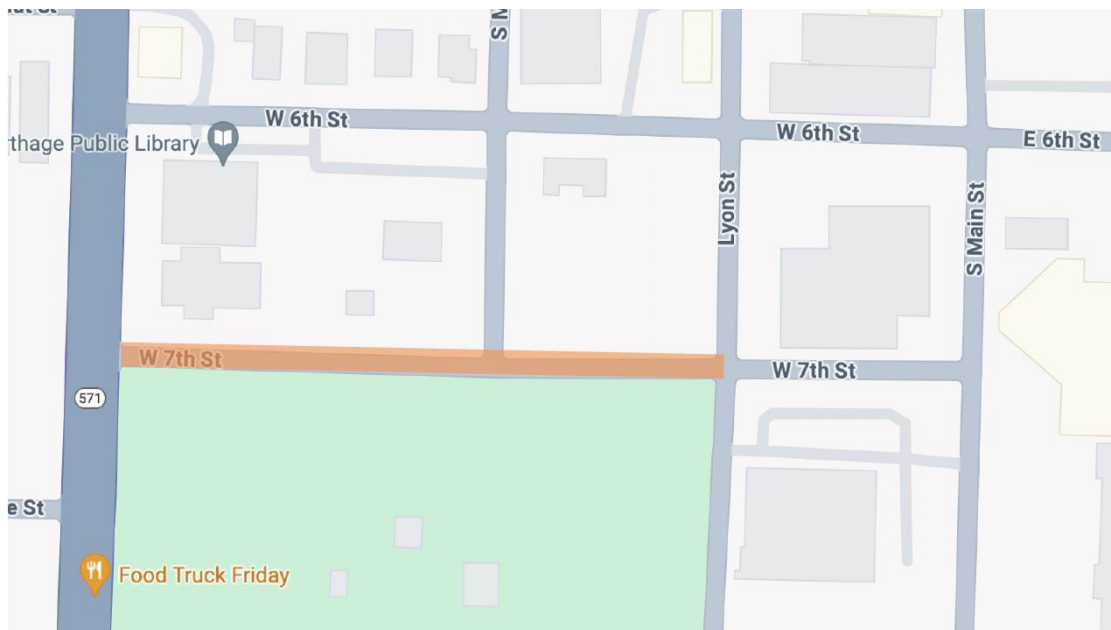 S M
W 6th St
W 6th St
E 6th St
thage Public Library
Lyon St
S Main St
W 7th St
W 7th St
571
e St
Food Truck Friday